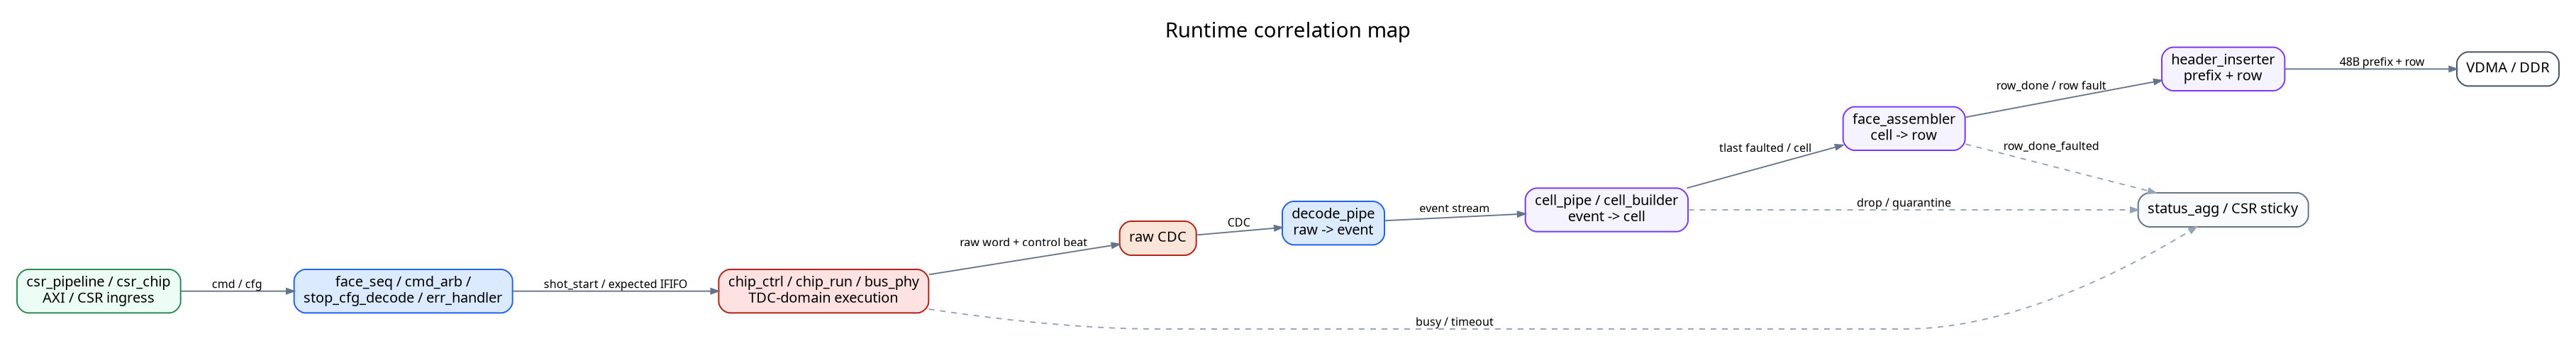 Runtime correlation map
csr_pipeline / csr_chip
AXI / CSR ingress
cmd / cfg
face_seq / cmd_arb /
stop_cfg_decode / err_handler
shot_start / expected IFIFO
chip_ctrl / chip_run / bus_phy
TDC-domain execution
raw word + control beat
raw CDC
CDC
decode_pipe
raw -> event
event stream
cell_pipe / cell_builder
event -> cell
tlast faulted / cell
face_assembler
cell -> row
row_done / row fault
header_inserter
prefix + row
48B prefix + row
VDMA / DDR
row_done_faulted
drop / quarantine
status_agg / CSR sticky
busy / timeout